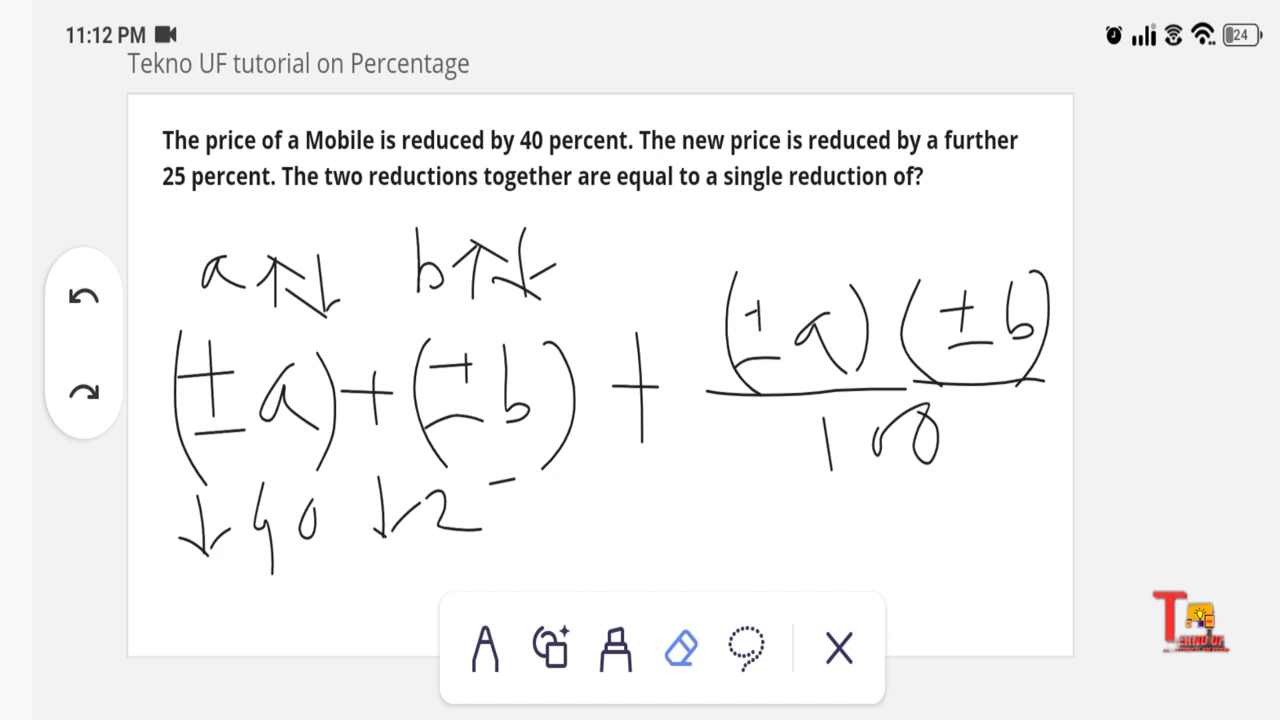 11:12 PM 24
Tekno UF tutorial on Percentage
The price of a Mobile is reduced by 40 percent. The new price is reduced by a further
25 percent. The two reductions together are equal to a single reduction of?
a↑↓ b↑↓
(± a) + (± b) + (± a) (± b)
100
↓40 ↓2
T